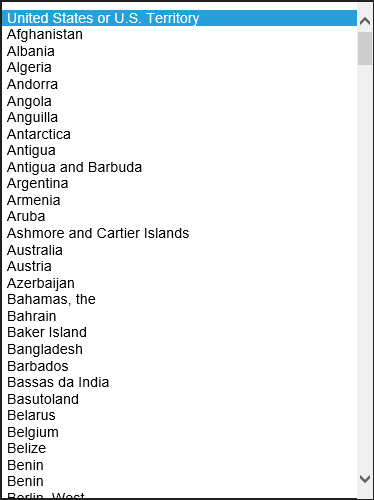 United States or U.S. Territory
Afghanistan
Albania
Algeria
Andorra
Angola
Anguilla
Antarctica
Antigua
Antigua and Barbuda
Argentina
Armenia
Aruba
Ashmore and Cartier Islands
Australia
Austria
Azerbaijan
Bahamas, the
Bahrain
Baker Island
Bangladesh
Barbados
Bassas da India
Basutoland
Belarus
Belgium
Belize
Benin
Benin
Berlin, West